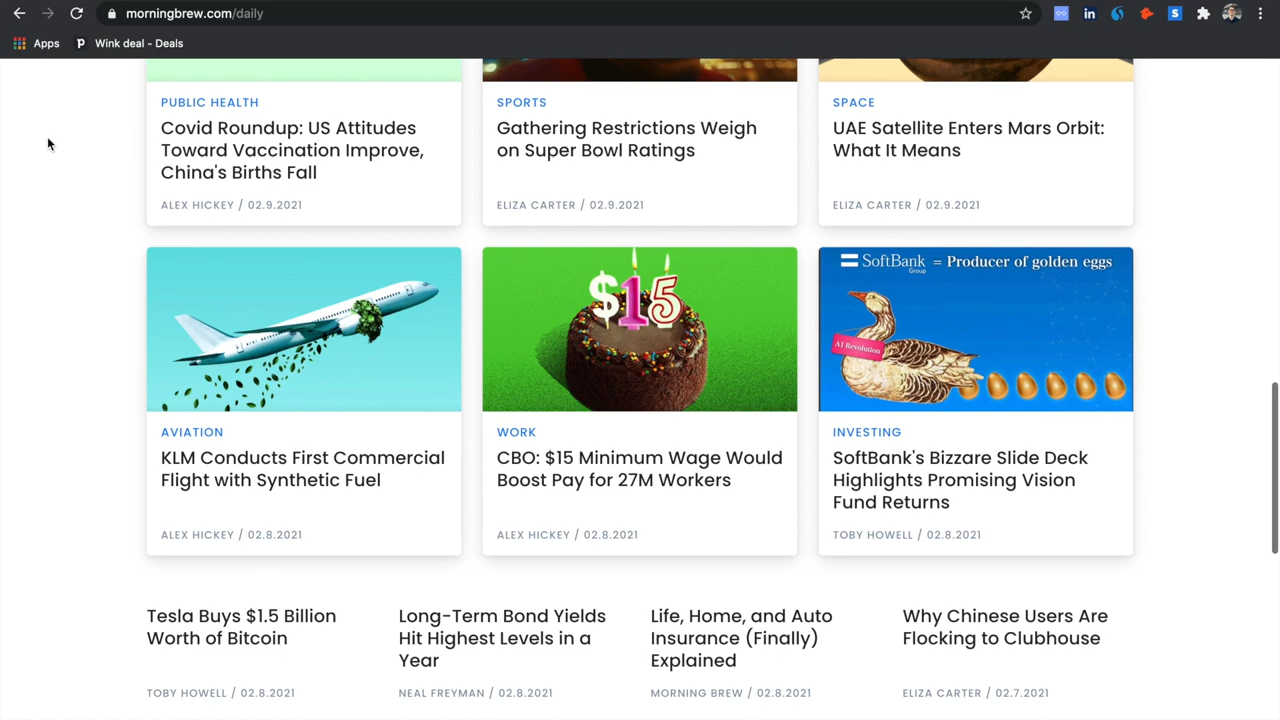 morningbrew.com/daily
Apps
Wink deal - Deals
PUBLIC HEALTH
Covid Roundup: US Attitudes
Toward Vaccination Improve,
China's Births Fall
ALEX HICKEY / 02.9.2021
SPORTS
Gathering Restrictions Weigh
on Super Bowl Ratings
ELIZA CARTER / 02.9.2021
SPACE
UAE Satellite Enters Mars Orbit:
What It Means
ELIZA CARTER / 02.9.2021
AVIATION
KLM Conducts First Commercial
Flight with Synthetic Fuel
ALEX HICKEY / 02.8.2021
$15
WORK
CBO: $15 Minimum Wage Would
Boost Pay for 27M Workers
ALEX HICKEY / 02.8.2021
SoftBank = Producer of golden eggs
Group
AI Revolution
INVESTING
SoftBank's Bizzare Slide Deck
Highlights Promising Vision
Fund Returns
TOBY HOWELL / 02.8.2021
Tesla Buys $1.5 Billion
Worth of Bitcoin
TOBY HOWELL / 02.8.2021
Long-Term Bond Yields
Hit Highest Levels in a
Year
NEAL FREYMAN / 02.8.2021
Life, Home, and Auto
Insurance (Finally)
Explained
MORNING BREW / 02.8.2021
Why Chinese Users Are
Flocking to Clubhouse
ELIZA CARTER / 02.7.2021